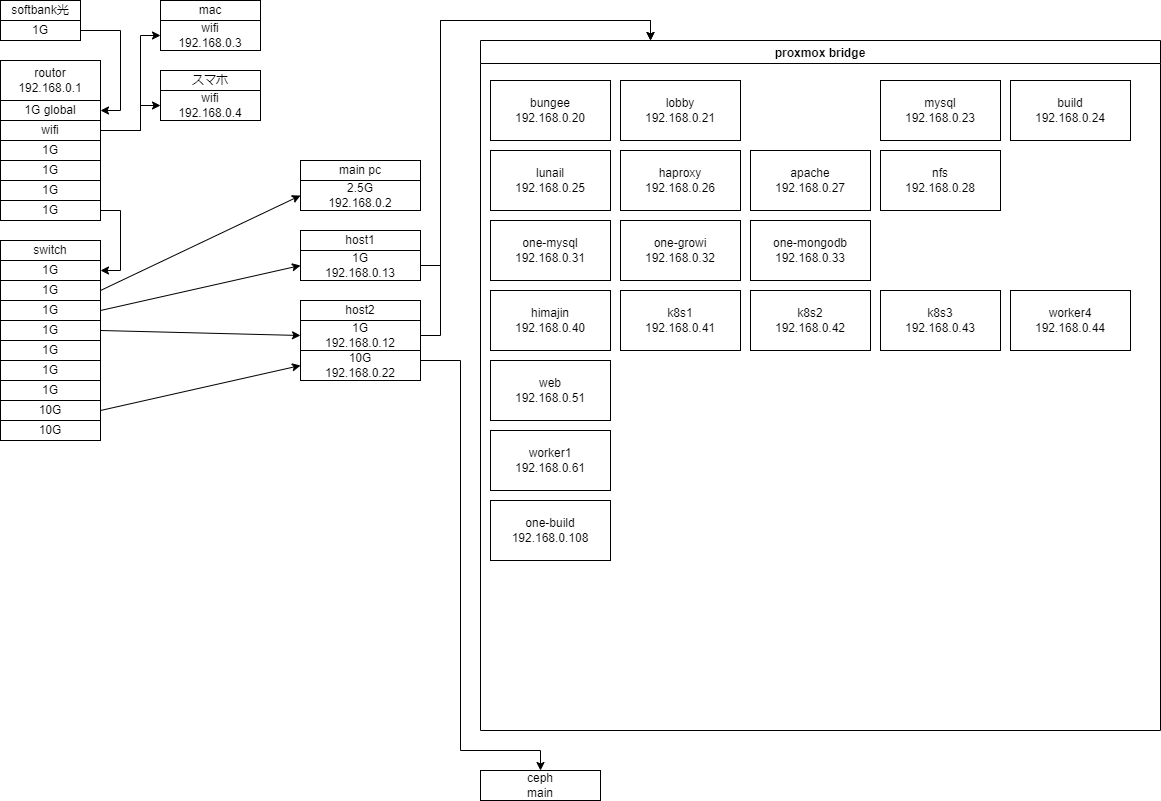 softbank光
1G
routor
192.168.0.1
1G global
wifi
1G
1G
1G
1G
switch
1G
1G
1G
1G
1G
1G
1G
10G
10G
mac
wifi
192.168.0.3
スマホ
wifi
192.168.0.4
main pc
2.5G
192.168.0.2
host1
1G
192.168.0.13
host2
1G
192.168.0.12
10G
192.168.0.22
proxmox bridge
bungee
192.168.0.20
lobby
192.168.0.21
mysql
192.168.0.23
build
192.168.0.24
lunail
192.168.0.25
haproxy
192.168.0.26
apache
192.168.0.27
nfs
192.168.0.28
one-mysql
192.168.0.31
one-growi
192.168.0.32
one-mongodb
192.168.0.33
himajin
192.168.0.40
k8s1
192.168.0.41
k8s2
192.168.0.42
k8s3
192.168.0.43
worker4
192.168.0.44
web
192.168.0.51
worker1
192.168.0.61
one-build
192.168.0.108
ceph
main